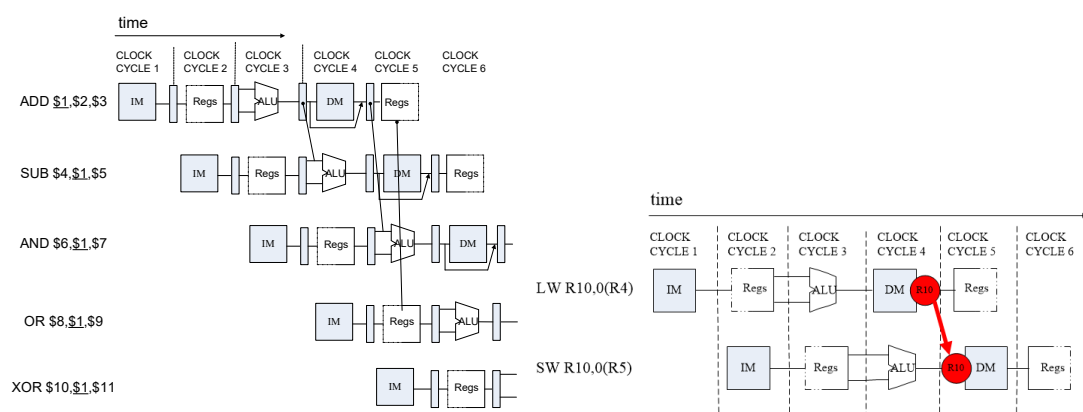 time
CLOCK CYCLE 1
CLOCK CYCLE 2
CLOCK CYCLE 3
CLOCK CYCLE 4
CLOCK CYCLE 5
CLOCK CYCLE 6
ADD $1,$2,$3
IM
Regs
ALU
DM
Regs
SUB $4,$1,$5
IM
Regs
ALU
DM
Regs
AND $6,$1,$7
IM
Regs
ALU
DM
OR $8,$1,$9
IM
Regs
ALU
XOR $10,$1,$11
IM
Regs
time
CLOCK CYCLE 1
CLOCK CYCLE 2
CLOCK CYCLE 3
CLOCK CYCLE 4
CLOCK CYCLE 5
CLOCK CYCLE 6
LW R10,0(R4)
IM
Regs
ALU
DM
R10
Regs
SW R10,0(R5)
IM
Regs
ALU
R10
DM
Regs